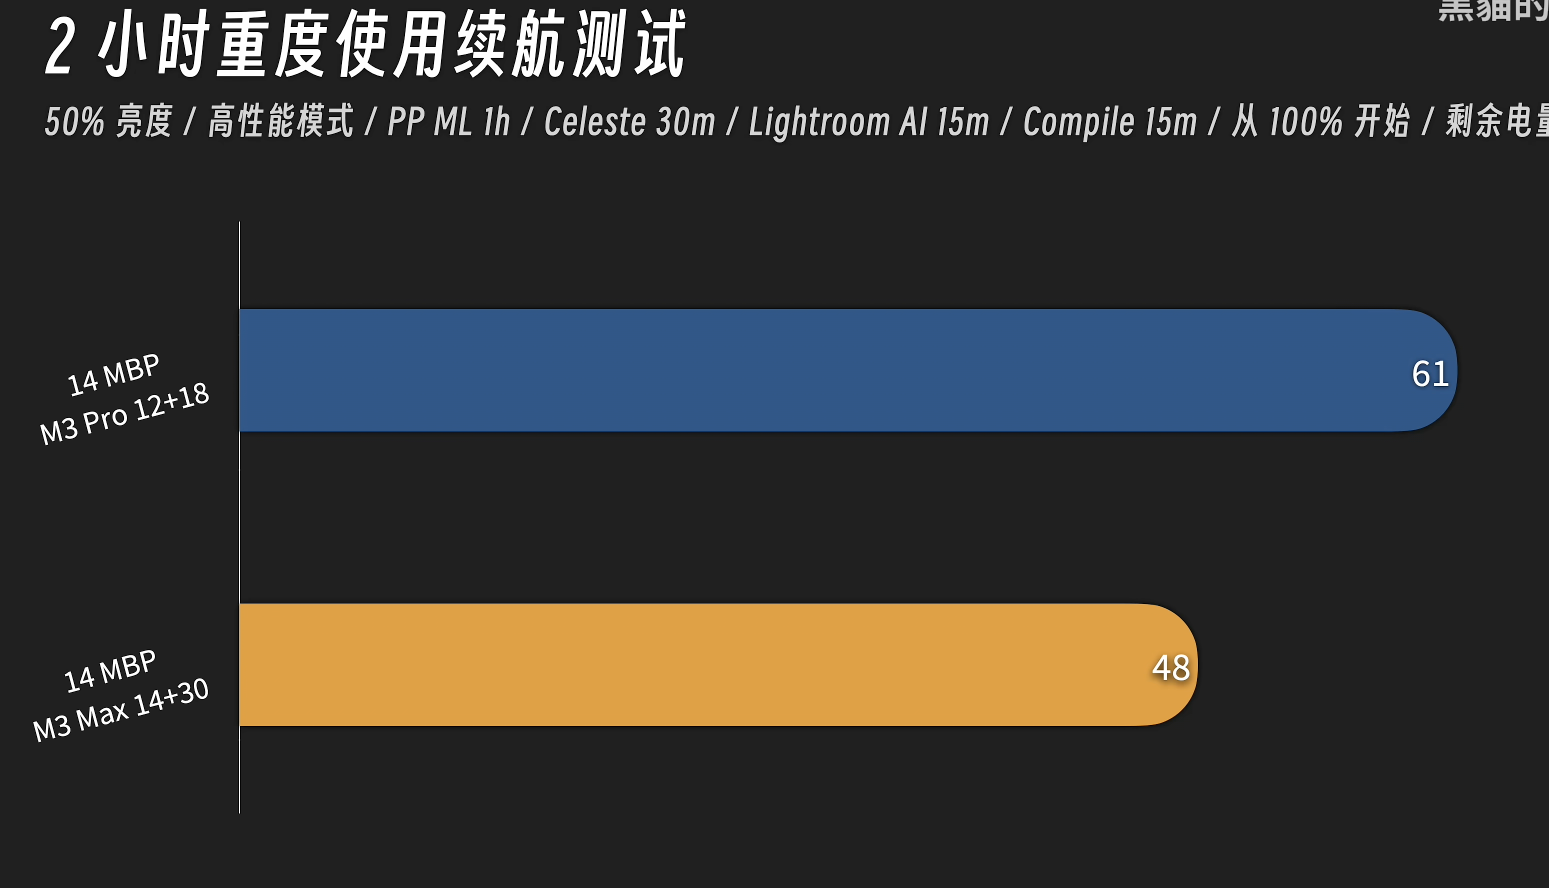 黑貓的
2 小时重度使用续航测试
50% 亮度 / 高性能模式 / PP ML 1h / Celeste 30m / Lightroom AI 15m / Compile 15m / 从 100% 开始 / 剩余电量
14 MBP
M3 Pro 12+18
61
14 MBP
M3 Max 14+30
48